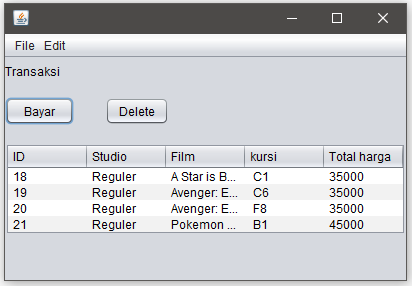 File Edit
Transaksi
Bayar Delete
ID Studio Film kursi Total harga
18 Reguler A Star is B... C1 35000
19 Reguler Avenger: E... C6 35000
20 Reguler Avenger: E... F8 35000
21 Reguler Pokemon ... B1 45000